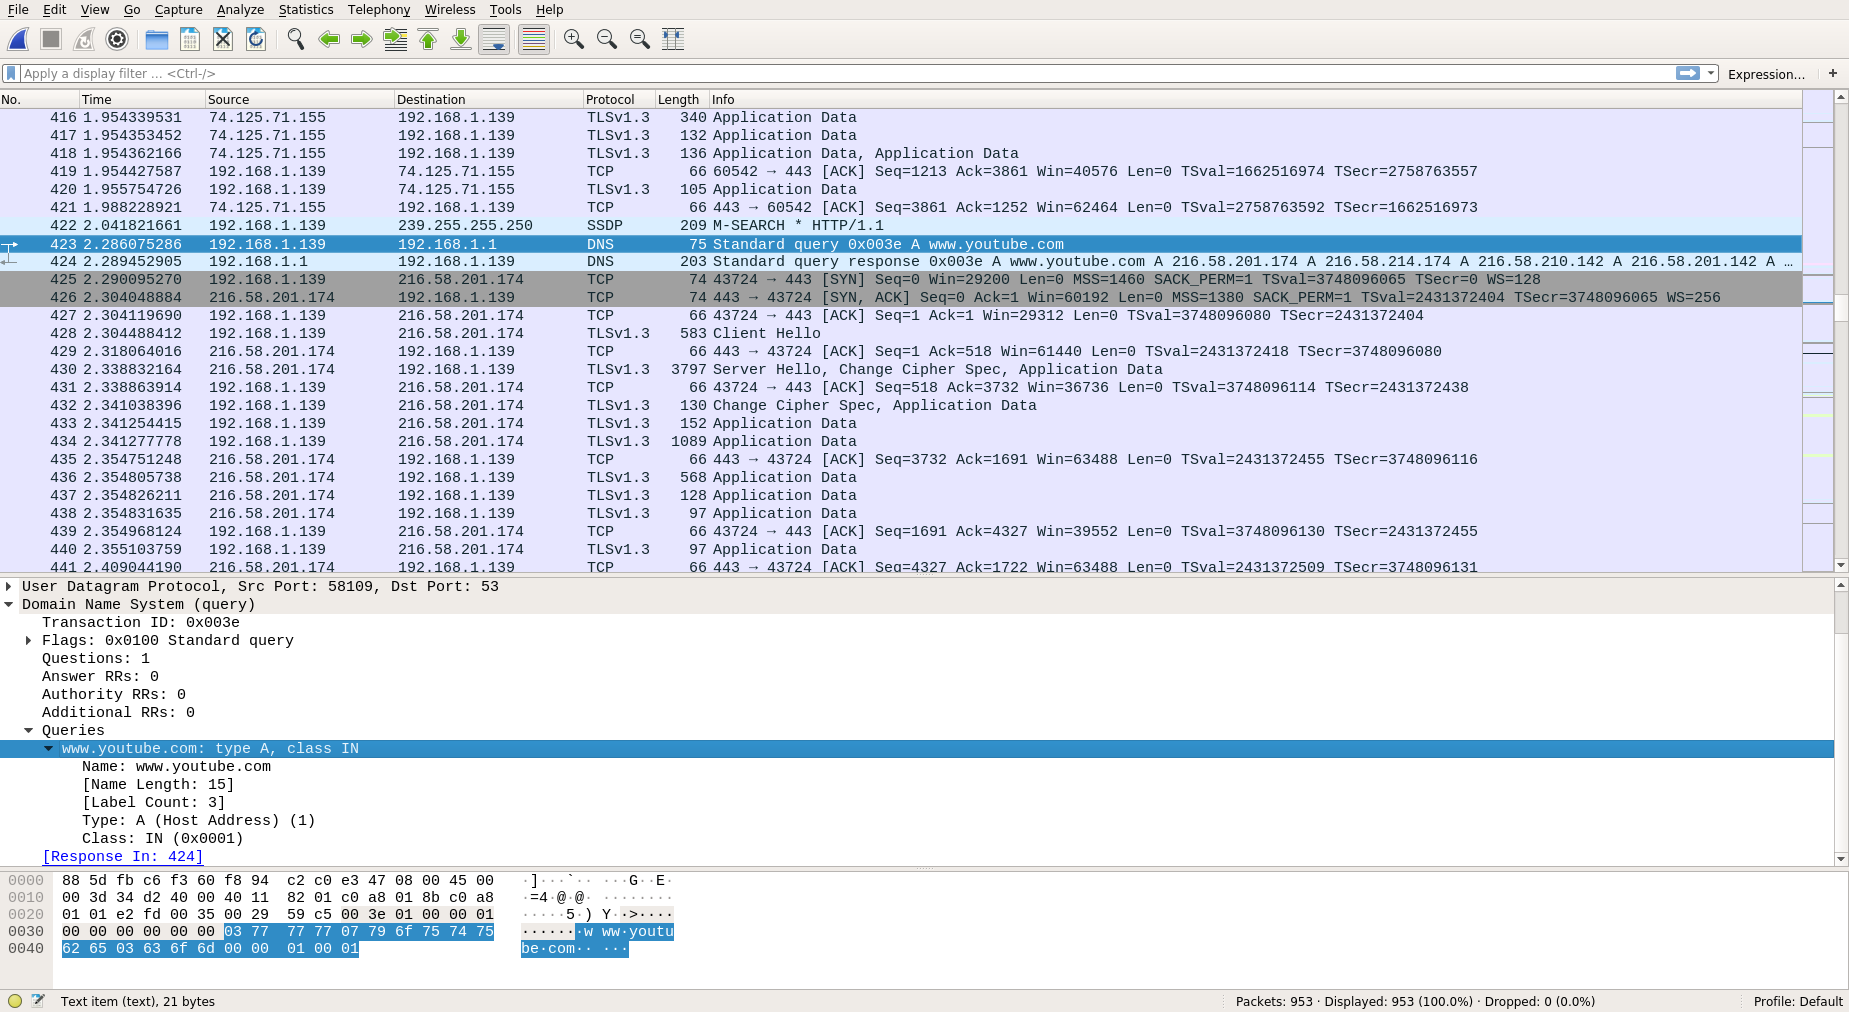 File Edit View Go Capture Analyze Statistics Telephony Wireless Tools Help
Apply a display filter ... <Ctrl-/> Expression... +
No. Time Source Destination Protocol Length Info
416 1.954339531 74.125.71.155 192.168.1.139 TLSv1.3 340 Application Data
417 1.954353452 74.125.71.155 192.168.1.139 TLSv1.3 132 Application Data
418 1.954362166 74.125.71.155 192.168.1.139 TLSv1.3 136 Application Data, Application Data
419 1.954427587 192.168.1.139 74.125.71.155 TCP 66 60542 → 443 [ACK] Seq=1213 Ack=3861 Win=40576 Len=0 TSval=1662516974 TSecr=2758763557
420 1.955754726 192.168.1.139 74.125.71.155 TLSv1.3 105 Application Data
421 1.988228921 74.125.71.155 192.168.1.139 TCP 66 443 → 60542 [ACK] Seq=3861 Ack=1252 Win=62464 Len=0 TSval=2758763592 TSecr=1662516973
422 2.041821661 192.168.1.139 239.255.255.250 SSDP 209 M-SEARCH * HTTP/1.1
423 2.286075286 192.168.1.139 192.168.1.1 DNS 75 Standard query 0x003e A www.youtube.com
424 2.289452905 192.168.1.1 192.168.1.139 DNS 203 Standard query response 0x003e A www.youtube.com A 216.58.201.174 A 216.58.214.174 A 216.58.210.142 A 216.58.201.142 A …
425 2.290095270 192.168.1.139 216.58.201.174 TCP 74 43724 → 443 [SYN] Seq=0 Win=29200 Len=0 MSS=1460 SACK_PERM=1 TSval=3748096065 TSecr=0 WS=128
426 2.304048884 216.58.201.174 192.168.1.139 TCP 74 443 → 43724 [SYN, ACK] Seq=0 Ack=1 Win=60192 Len=0 MSS=1380 SACK_PERM=1 TSval=2431372404 TSecr=3748096065 WS=256
427 2.304119690 192.168.1.139 216.58.201.174 TCP 66 43724 → 443 [ACK] Seq=1 Ack=1 Win=29312 Len=0 TSval=3748096080 TSecr=2431372404
428 2.304488412 192.168.1.139 216.58.201.174 TLSv1.3 583 Client Hello
429 2.318064016 216.58.201.174 192.168.1.139 TCP 66 443 → 43724 [ACK] Seq=1 Ack=518 Win=61440 Len=0 TSval=2431372418 TSecr=3748096080
430 2.338832164 216.58.201.174 192.168.1.139 TLSv1.3 3797 Server Hello, Change Cipher Spec, Application Data
431 2.338863914 192.168.1.139 216.58.201.174 TCP 66 43724 → 443 [ACK] Seq=518 Ack=3732 Win=36736 Len=0 TSval=3748096114 TSecr=2431372438
432 2.341038396 192.168.1.139 216.58.201.174 TLSv1.3 130 Change Cipher Spec, Application Data
433 2.341254415 192.168.1.139 216.58.201.174 TLSv1.3 152 Application Data
434 2.341277778 192.168.1.139 216.58.201.174 TLSv1.3 1089 Application Data
435 2.354751248 216.58.201.174 192.168.1.139 TCP 66 443 → 43724 [ACK] Seq=3732 Ack=1691 Win=63488 Len=0 TSval=2431372455 TSecr=3748096116
436 2.354805738 216.58.201.174 192.168.1.139 TLSv1.3 568 Application Data
437 2.354826211 216.58.201.174 192.168.1.139 TLSv1.3 128 Application Data
438 2.354831635 216.58.201.174 192.168.1.139 TLSv1.3 97 Application Data
439 2.354968124 192.168.1.139 216.58.201.174 TCP 66 43724 → 443 [ACK] Seq=1691 Ack=4327 Win=39552 Len=0 TSval=3748096130 TSecr=2431372455
440 2.355103759 192.168.1.139 216.58.201.174 TLSv1.3 97 Application Data
441 2.409044190 216.58.201.174 192.168.1.139 TCP 66 443 → 43724 [ACK] Seq=4327 Ack=1722 Win=63488 Len=0 TSval=2431372509 TSecr=3748096131
User Datagram Protocol, Src Port: 58109, Dst Port: 53
Domain Name System (query)
Transaction ID: 0x003e
Flags: 0x0100 Standard query
Questions: 1
Answer RRs: 0
Authority RRs: 0
Additional RRs: 0
Queries
www.youtube.com: type A, class IN
Name: www.youtube.com
[Name Length: 15]
[Label Count: 3]
Type: A (Host Address) (1)
Class: IN (0x0001)
[Response In: 424]
0000 88 5d fb c6 f3 60 f8 94 c2 c0 e3 47 08 00 45 00 ·]···`·· ···G··E·
0010 00 3d 34 d2 40 00 40 11 82 01 c0 a8 01 8b c0 a8 ·=4·@·@· ········
0020 01 01 e2 fd 00 35 00 29 59 c5 00 3e 01 00 00 01 ·····5·) Y··>····
0030 00 00 00 00 00 00 03 77 77 77 07 79 6f 75 74 75 ·······w ww·youtu
0040 62 65 03 63 6f 6d 00 00 01 00 01 be·com·· ···
Text item (text), 21 bytes Packets: 953 · Displayed: 953 (100.0%) · Dropped: 0 (0.0%) Profile: Default